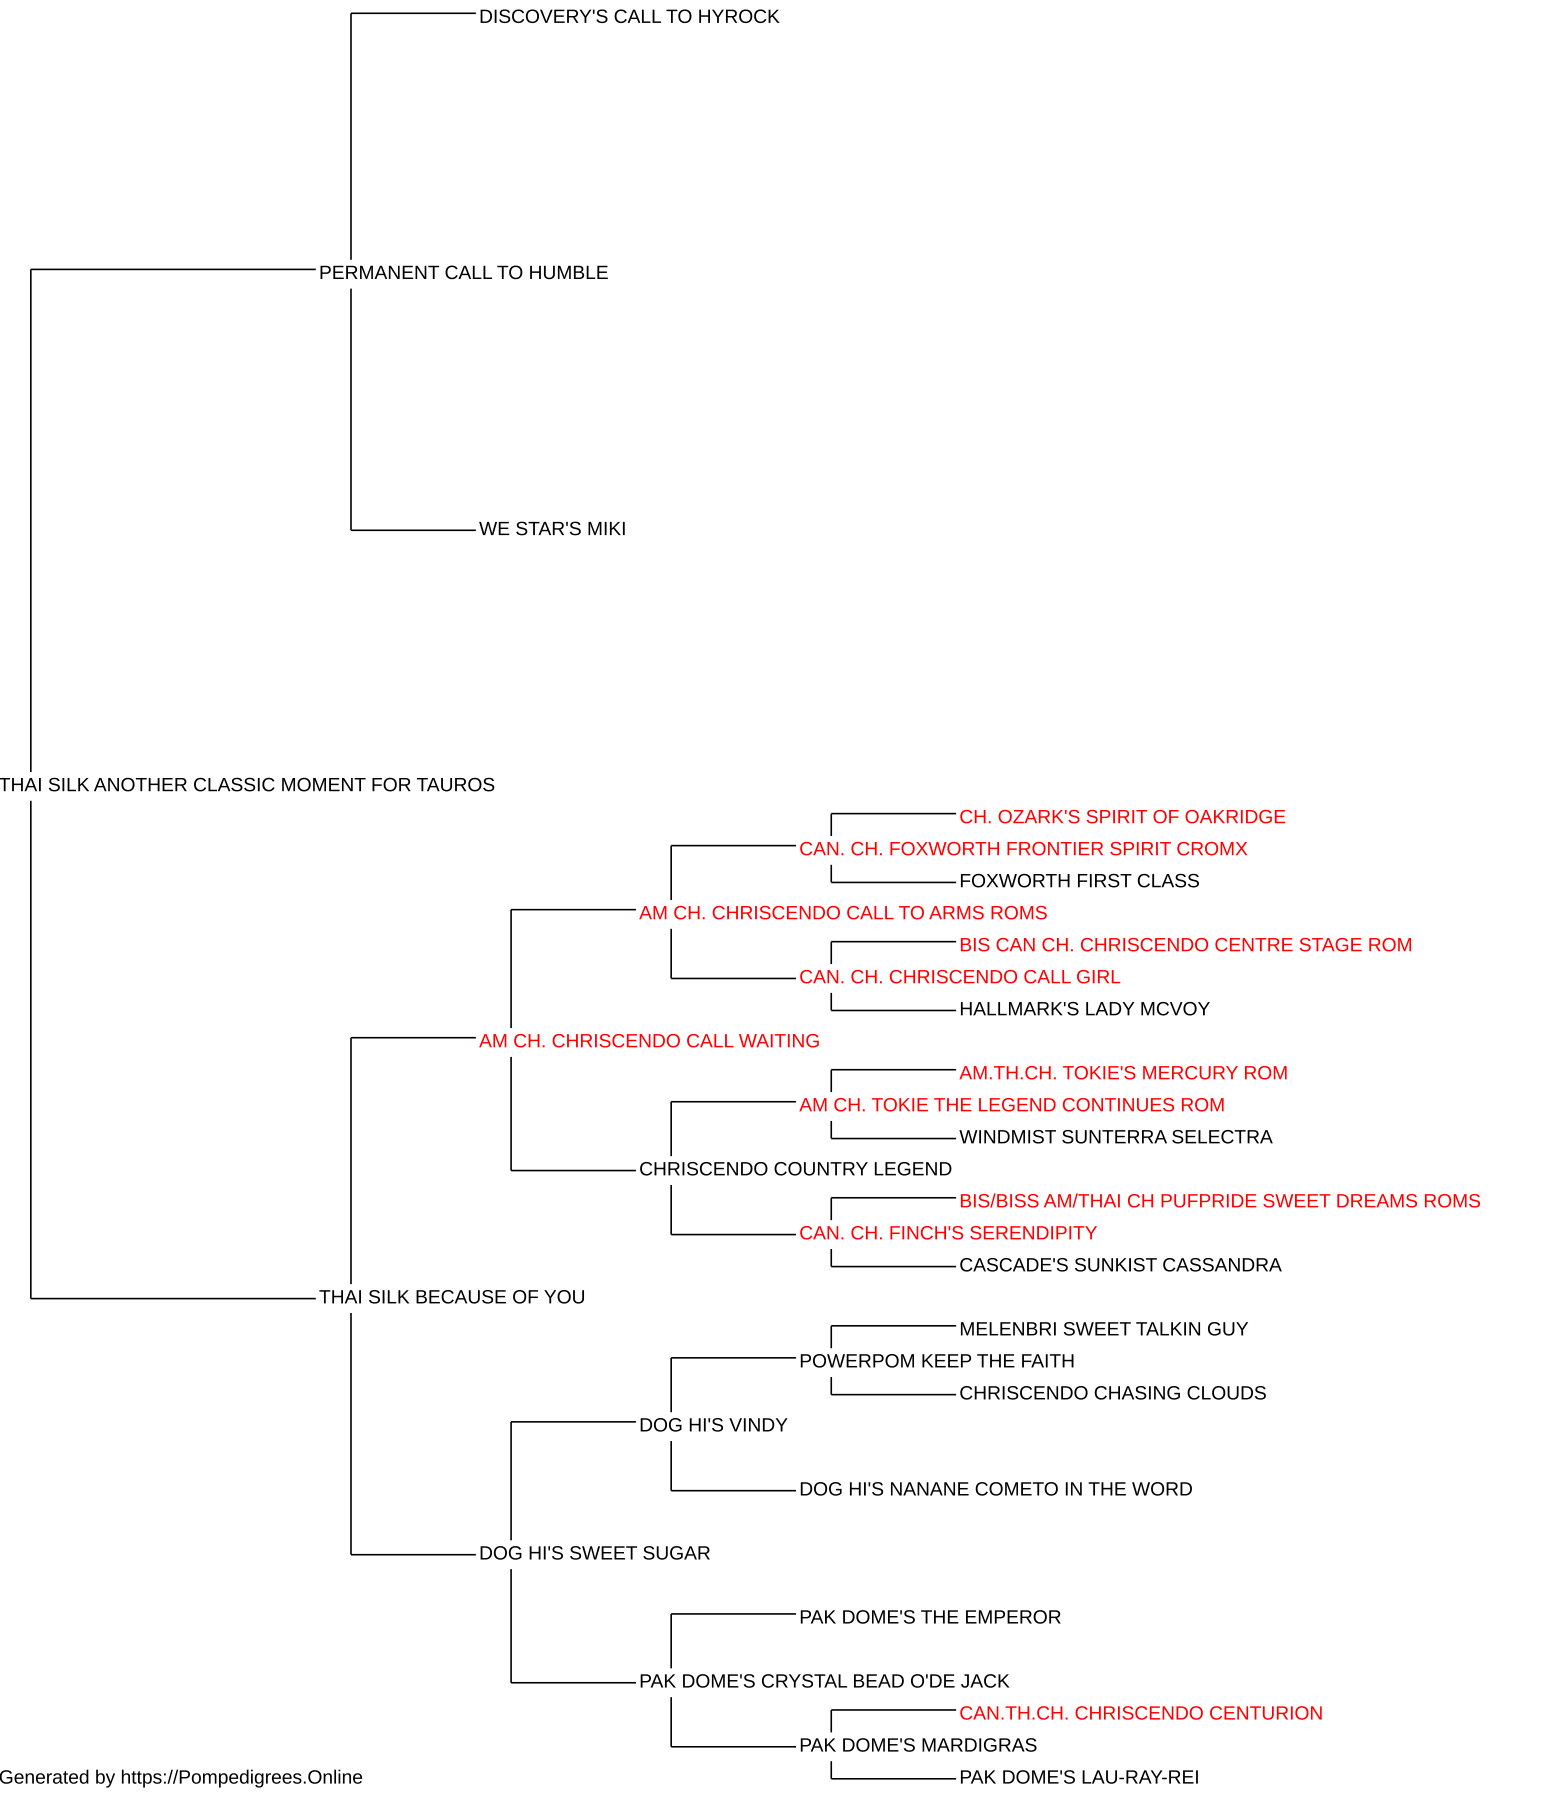 DISCOVERY'S CALL TO HYROCK
PERMANENT CALL TO HUMBLE
WE STAR'S MIKI
THAI SILK ANOTHER CLASSIC MOMENT FOR TAUROS
CH. OZARK'S SPIRIT OF OAKRIDGE
CAN. CH. FOXWORTH FRONTIER SPIRIT CROMX
FOXWORTH FIRST CLASS
AM CH. CHRISCENDO CALL TO ARMS ROMS
BIS CAN CH. CHRISCENDO CENTRE STAGE ROM
CAN. CH. CHRISCENDO CALL GIRL
HALLMARK'S LADY MCVOY
AM CH. CHRISCENDO CALL WAITING
AM.TH.CH. TOKIE'S MERCURY ROM
AM CH. TOKIE THE LEGEND CONTINUES ROM
WINDMIST SUNTERRA SELECTRA
CHRISCENDO COUNTRY LEGEND
BIS/BISS AM/THAI CH PUFPRIDE SWEET DREAMS ROMS
CAN. CH. FINCH'S SERENDIPITY
CASCADE'S SUNKIST CASSANDRA
THAI SILK BECAUSE OF YOU
MELENBRI SWEET TALKIN GUY
POWERPOM KEEP THE FAITH
CHRISCENDO CHASING CLOUDS
DOG HI'S VINDY
DOG HI'S NANANE COMETO IN THE WORD
DOG HI'S SWEET SUGAR
PAK DOME'S THE EMPEROR
PAK DOME'S CRYSTAL BEAD O'DE JACK
CAN.TH.CH. CHRISCENDO CENTURION
PAK DOME'S MARDIGRAS
PAK DOME'S LAU-RAY-REI
Generated by https://Pompedigrees.Online